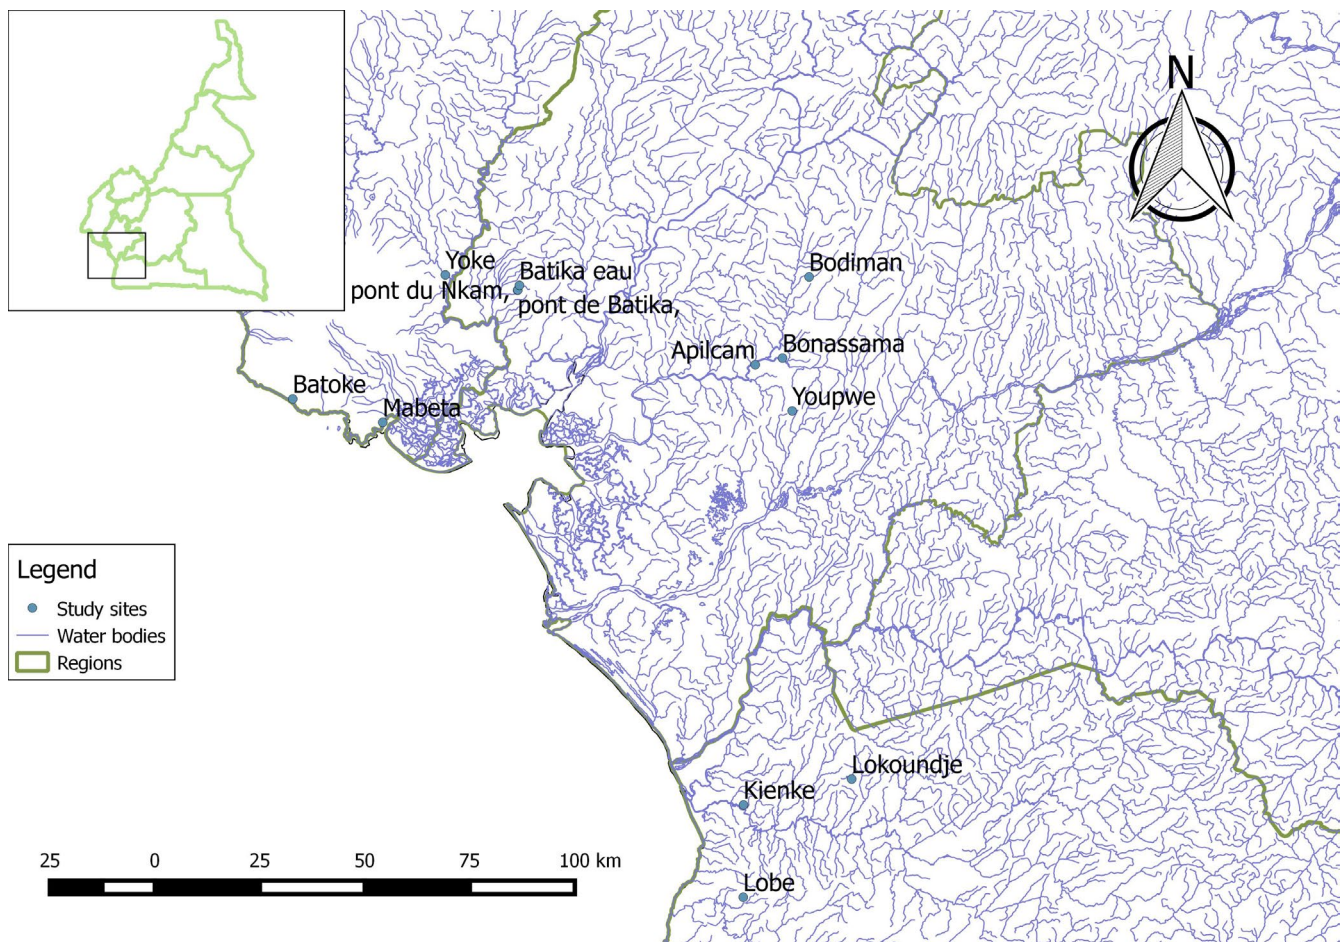 N
Yoke
Batika eau
pont du Nkam,
pont de Batika,
Bodiman
Apilcam
Bonassama
Youpwe
Batoke
Mabeta
Legend
Study sites
Water bodies
Regions
Lokoundje
Kienke
Lobe
25 0 25 50 75 100 km